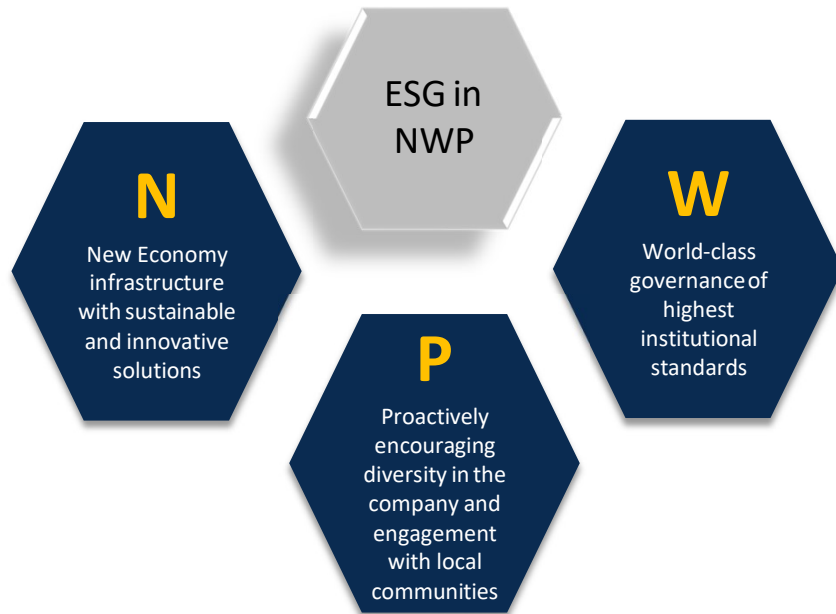 ESG in
NWP
N
New Economy
infrastructure
with sustainable
and innovative
solutions
W
World-class
governance of
highest
institutional
standards
P
Proactively
encouraging
diversity in the
company and
engagement
with local
communities